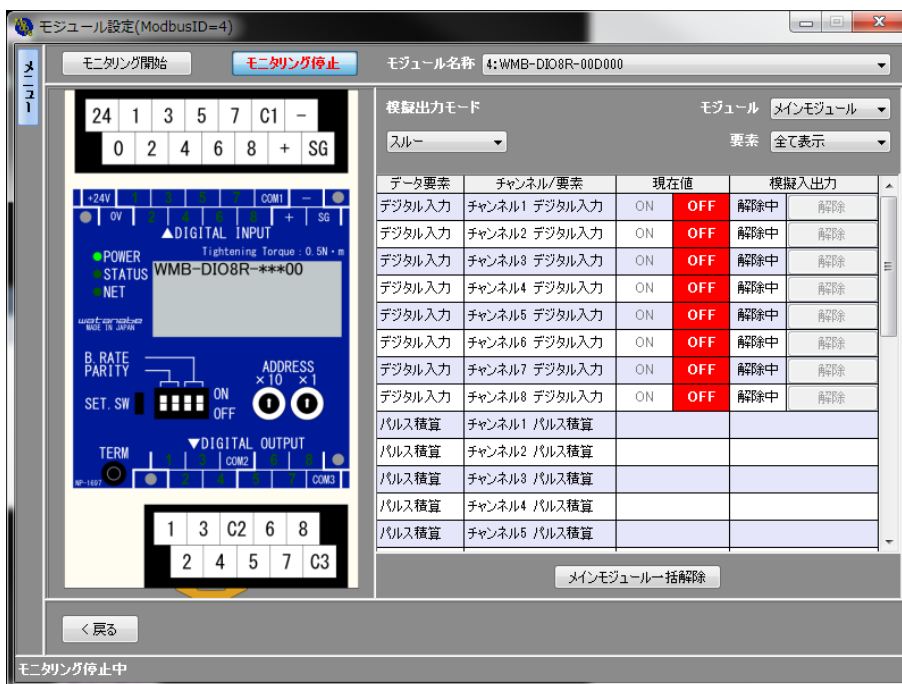 モジュール設定(ModbusID=4)
メニュー
モニタリング開始 モニタリング停止 モジュール名称 4:WMB-DIO8R-00D000
模擬出力モード モジュール メインモジュール
スルー 要素 全て表示
24 1 3 5 7 C1 -
0 2 4 6 8 + SG
+24V 1 3 5 7 COM1 -
0V 2 4 6 8 + SG
▲DIGITAL INPUT
Tightening Torque : 0.5N・m
POWER
STATUS
NET
WMB-DIO8R-***00
watanabe
MADE IN JAPAN
B.RATE
PARITY
ADDRESS
×10 ×1
SET.SW
ON
OFF
▼DIGITAL OUTPUT
TERM
1 3 COM2 6 8
2 4 5 7 COM3
NP-1697
1 3 C2 6 8
2 4 5 7 C3
データ要素 チャンネル/要素 現在値 模擬入出力
デジタル入力 チャンネル1 デジタル入力 ON OFF 解除中 解除
デジタル入力 チャンネル2 デジタル入力 ON OFF 解除中 解除
デジタル入力 チャンネル3 デジタル入力 ON OFF 解除中 解除
デジタル入力 チャンネル4 デジタル入力 ON OFF 解除中 解除
デジタル入力 チャンネル5 デジタル入力 ON OFF 解除中 解除
デジタル入力 チャンネル6 デジタル入力 ON OFF 解除中 解除
デジタル入力 チャンネル7 デジタル入力 ON OFF 解除中 解除
デジタル入力 チャンネル8 デジタル入力 ON OFF 解除中 解除
パルス積算 チャンネル1 パルス積算
パルス積算 チャンネル2 パルス積算
パルス積算 チャンネル3 パルス積算
パルス積算 チャンネル4 パルス積算
パルス積算 チャンネル5 パルス積算
メインモジュール一括解除
< 戻る
モニタリング停止中